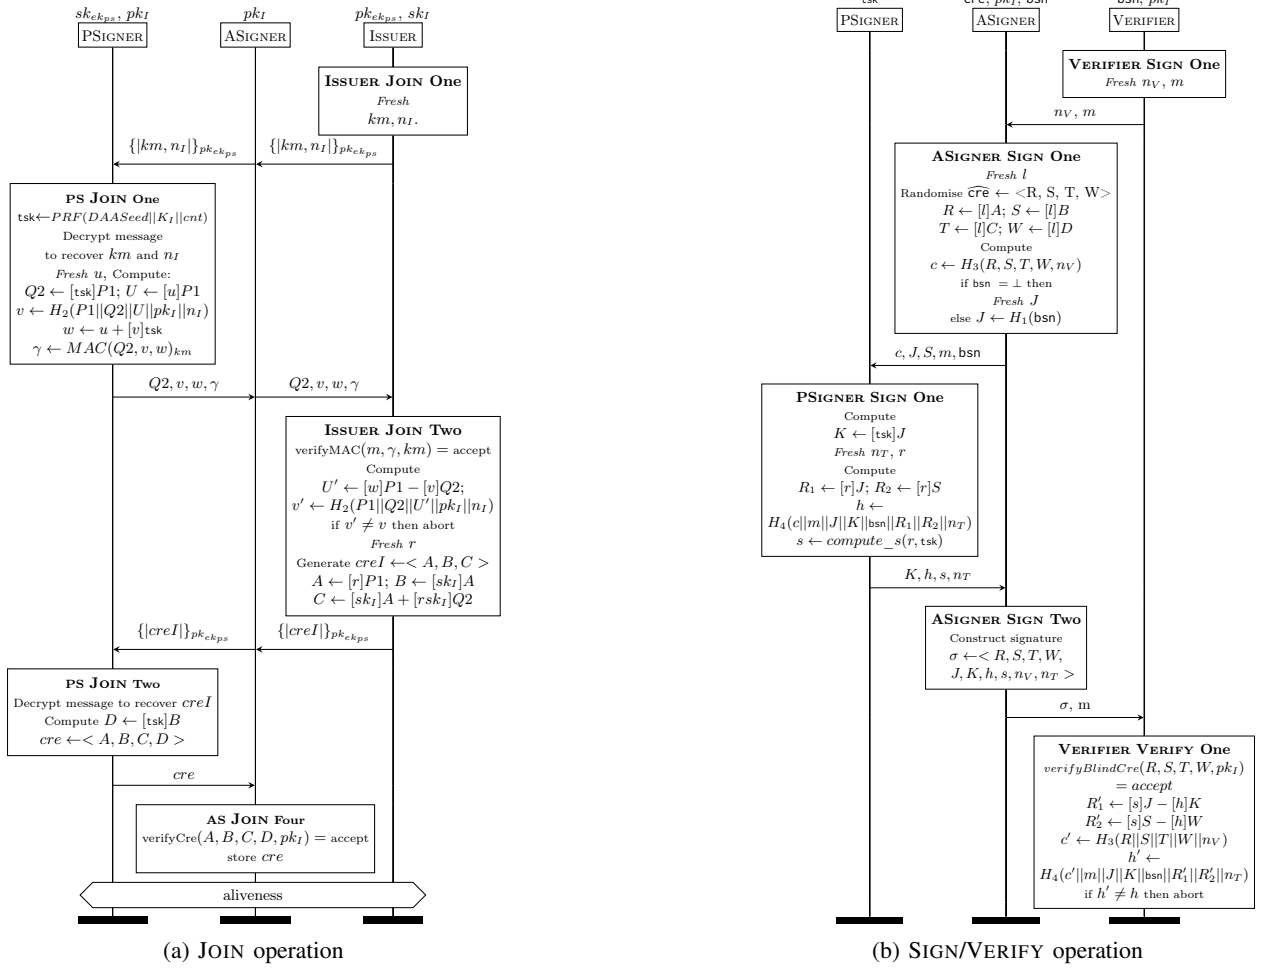 sk_{ek_{ps}}, pk_I
pk_I
pk_{ek_{ps}}, sk_I
PSIGNER
ASIGNER
ISSUER
ISSUER JOIN One
Fresh
km, n_I.
{|km, n_I|}_{pk_{ek_{ps}}}
{|km, n_I|}_{pk_{ek_{ps}}}
PS JOIN One
tsk←PRF(DAASeed||K_I||cnt)
Decrypt message
to recover km and n_I
Fresh u, Compute:
Q2 ← [tsk]P1; U ← [u]P1
v ← H_2(P1||Q2||U||pk_I||n_I)
w ← u + [v]tsk
γ ← MAC(Q2, v, w)_{km}
Q2, v, w, γ
Q2, v, w, γ
ISSUER JOIN Two
verifyMAC(m, γ, km) = accept
Compute
U′ ← [w]P1 − [v]Q2;
v′ ← H_2(P1||Q2||U′||pk_I||n_I)
if v′ ≠ v then abort
Fresh r
Generate creI ←< A, B, C >
A ← [r]P1; B ← [sk_I]A
C ← [sk_I]A + [rsk_I]Q2
{|creI|}_{pk_{ek_{ps}}}
{|creI|}_{pk_{ek_{ps}}}
PS JOIN Two
Decrypt message to recover creI
Compute D ← [tsk]B
cre ←< A, B, C, D >
cre
AS JOIN Four
verifyCre(A, B, C, D, pk_I) = accept
store cre
aliveness
(a) JOIN operation
tsk
cre, pk_I, bsn
bsn, pk_I
PSIGNER
ASIGNER
VERIFIER
VERIFIER SIGN One
Fresh n_V, m
n_V, m
ASIGNER SIGN One
Fresh l
Randomise \widehat{cre} ← <R, S, T, W>
R ← [l]A; S ← [l]B
T ← [l]C; W ← [l]D
Compute
c ← H_3(R, S, T, W, n_V)
if bsn = ⊥ then
Fresh J
else J ← H_1(bsn)
c, J, S, m, bsn
PSIGNER SIGN One
Compute
K ← [tsk]J
Fresh n_T, r
Compute
R_1 ← [r]J; R_2 ← [r]S
h ←
H_4(c||m||J||K||bsn||R_1||R_2||n_T)
s ← compute_s(r, tsk)
K, h, s, n_T
ASIGNER SIGN Two
Construct signature
σ ←< R, S, T, W,
J, K, h, s, n_V, n_T >
σ, m
VERIFIER VERIFY One
verifyBlindCre(R, S, T, W, pk_I)
= accept
R′_1 ← [s]J − [h]K
R′_2 ← [s]S − [h]W
c′ ← H_3(R||S||T||W||n_V)
h′ ←
H_4(c′||m||J||K||bsn||R′_1||R′_2||n_T)
if h′ ≠ h then abort
(b) SIGN/VERIFY operation